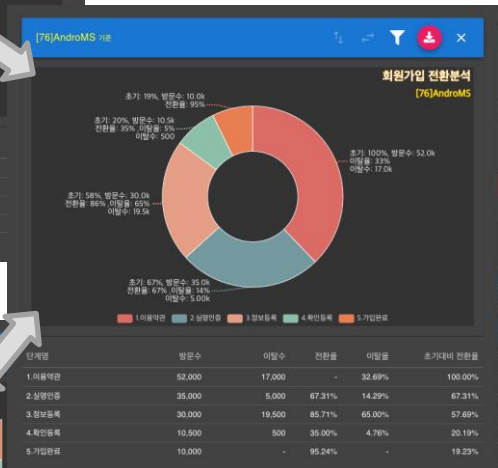 [76]AndroMS 기준
회원가입 전환분석
[76]AndroMS
초기: 19%, 방문수: 10.0k
전환율: 95%
초기: 20%, 방문수: 10.5k
전환율: 35% ,이탈율: 5%
이탈수: 500
초기: 100%, 방문수: 52.0k
이탈율: 33%
이탈수: 17.0k
초기: 58%, 방문수: 30.0k
전환율: 86% ,이탈율: 65%
이탈수: 19.5k
초기: 67%, 방문수: 35.0k
전환율: 67% ,이탈율: 14%
이탈수: 5.00k
1.이용약관 2.실명인증 3.정보등록 4.확인등록 5.가입완료
단계명 방문수 이탈수 전환율 이탈율 초기대비 전환율
1.이용약관 52,000 17,000 - 32.69% 100.00%
2.실명인증 35,000 5,000 67.31% 14.29% 67.31%
3.정보등록 30,000 19,500 85.71% 65.00% 57.69%
4.확인등록 10,500 500 35.00% 4.76% 20.19%
5.가입완료 10,000 - 95.24% - 19.23%